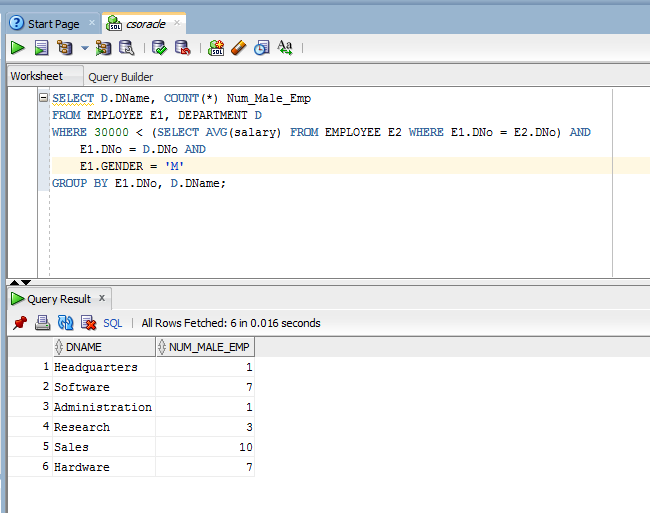 Start Page
csoracle
Worksheet Query Builder
SELECT D.DName, COUNT(*) Num_Male_Emp
FROM EMPLOYEE E1, DEPARTMENT D
WHERE 30000 < (SELECT AVG(salary) FROM EMPLOYEE E2 WHERE E1.DNo = E2.DNo) AND
E1.DNo = D.DNo AND
E1.GENDER = 'M'
GROUP BY E1.DNo, D.DName;
Query Result x
SQL | All Rows Fetched: 6 in 0.016 seconds
DNAME NUM_MALE_EMP
1 Headquarters 1
2 Software 7
3 Administration 1
4 Research 3
5 Sales 10
6 Hardware 7